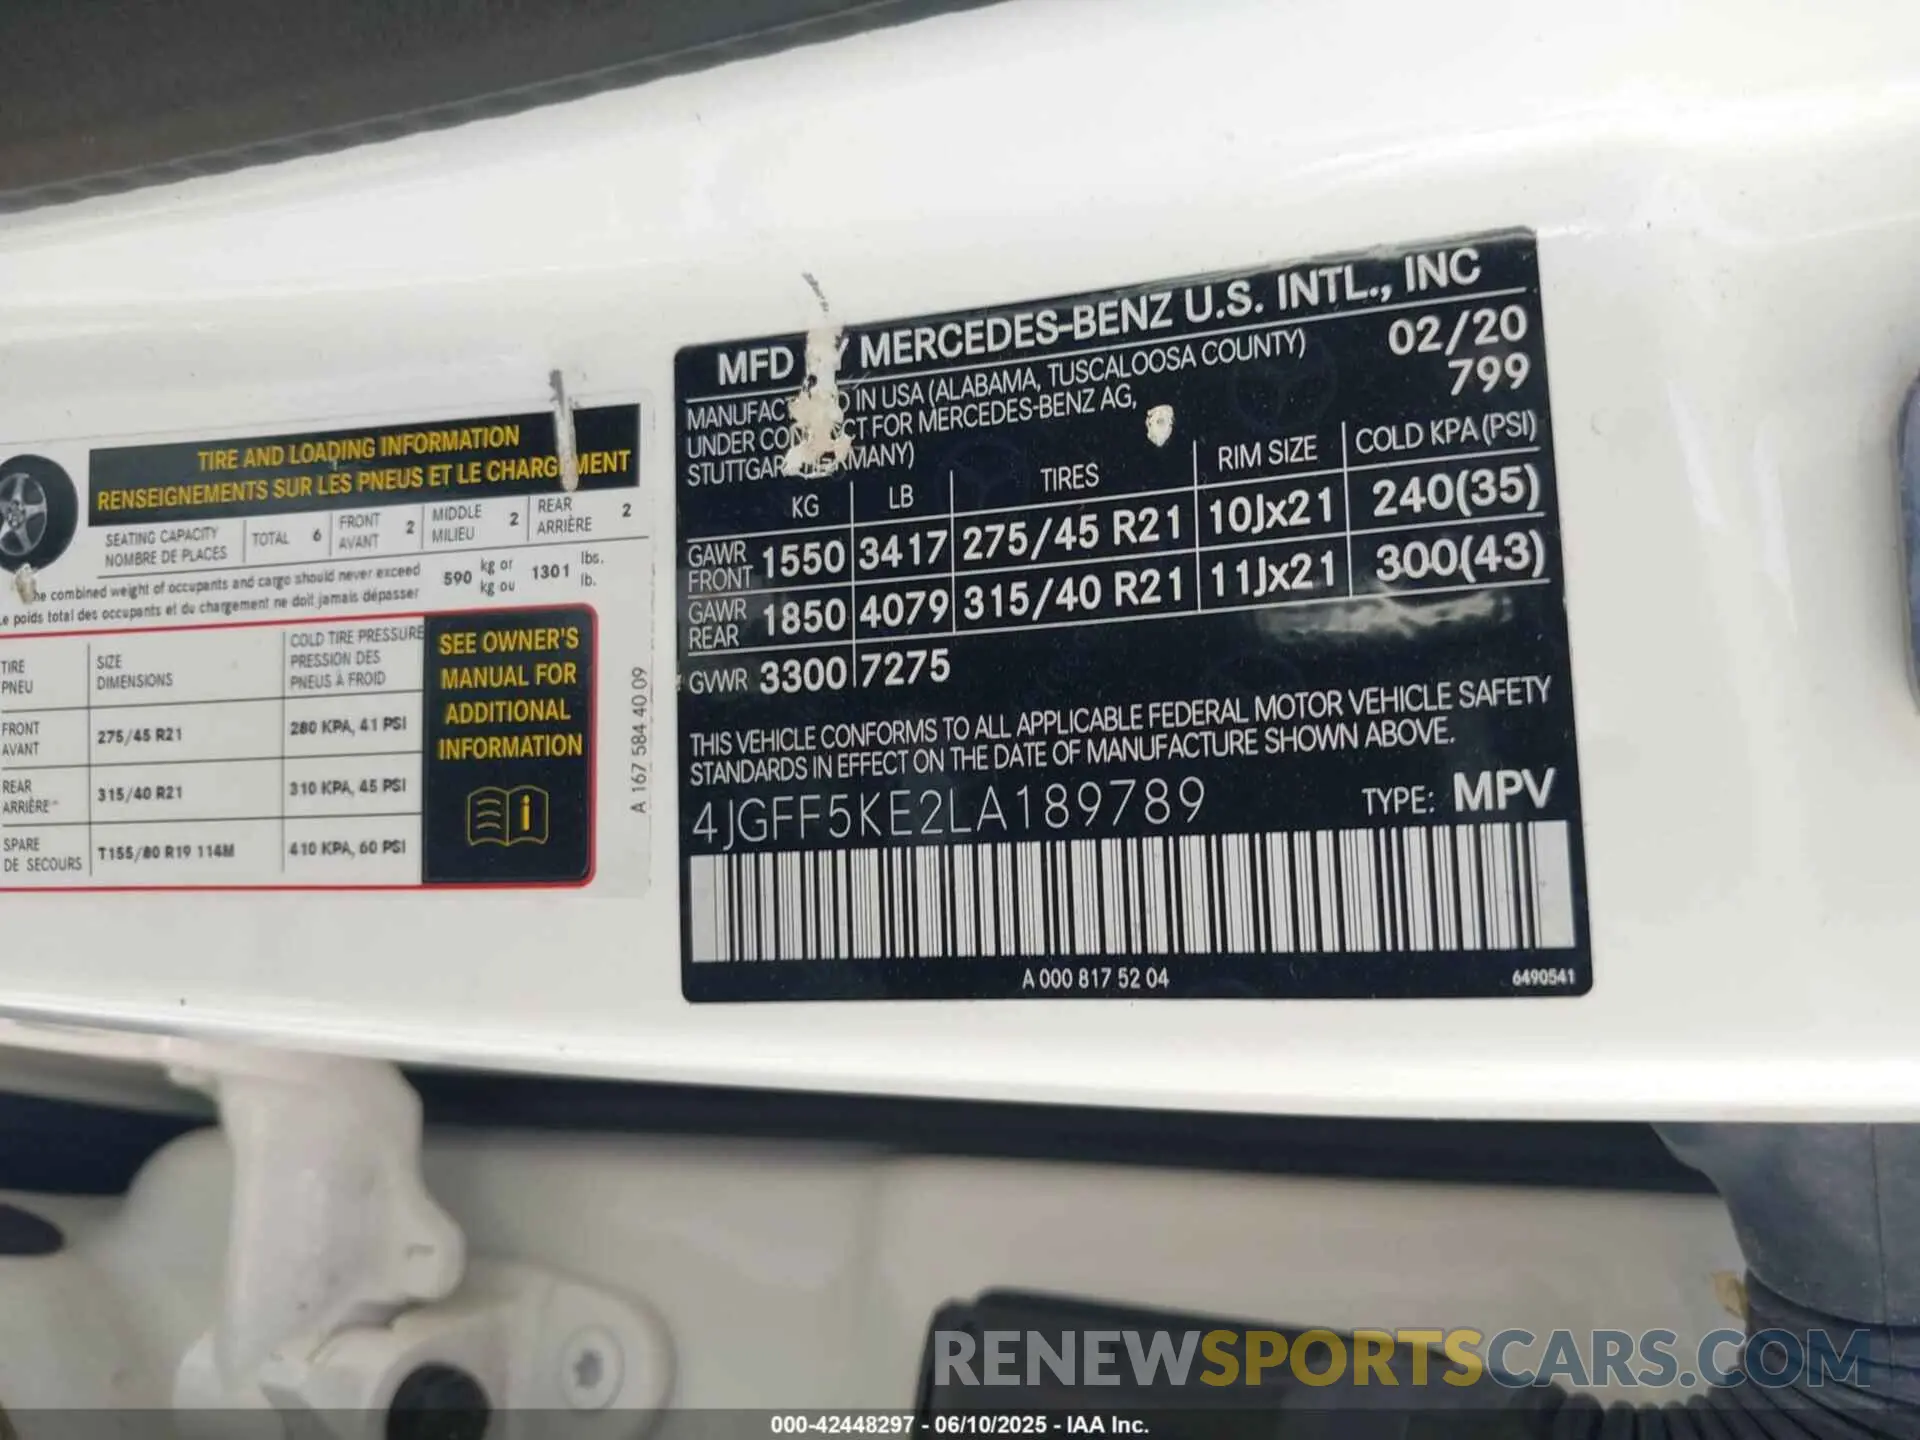 TIRE AND LOADING INFORMATION
RENSEIGNEMENTS SUR LES PNEUS ET LE CHARGEMENT
SEATING CAPACITY
NOMBRE DE PLACES
TOTAL 6
FRONT
AVANT 2
MIDDLE
MILIEU 2
REAR
ARRIÈRE 2
he combined weight of occupants and cargo should never exceed
Le poids total des occupants et du chargement ne doit jamais dépasser
590 kg or
kg ou
1301 lbs.
lb.
TIRE
PNEU
SIZE
DIMENSIONS
COLD TIRE PRESSURE
PRESSION DES
PNEUS À FROID
FRONT
AVANT
275/45 R21
280 KPA, 41 PSI
REAR
ARRIÈRE
315/40 R21
310 KPA, 45 PSI
SPARE
DE SECOURS
T155/80 R19 114M
410 KPA, 60 PSI
SEE OWNER'S
MANUAL FOR
ADDITIONAL
INFORMATION
A 167 584 40 09
MFD BY MERCEDES-BENZ U.S. INTL., INC
MANUFACTURED IN USA (ALABAMA, TUSCALOOSA COUNTY)
UNDER CONTRACT FOR MERCEDES-BENZ AG,
STUTTGART (GERMANY)
02/20
799
KG LB TIRES RIM SIZE COLD KPA (PSI)
GAWR
FRONT 1550 3417 275/45 R21 10Jx21 240(35)
GAWR
REAR 1850 4079 315/40 R21 11Jx21 300(43)
GVWR 3300 7275
THIS VEHICLE CONFORMS TO ALL APPLICABLE FEDERAL MOTOR VEHICLE SAFETY
STANDARDS IN EFFECT ON THE DATE OF MANUFACTURE SHOWN ABOVE.
4JGFF5KE2LA189789 TYPE: MPV
A 000 817 52 04
6490541
RENEWSPORTSCARS.COM
000-42448297 - 06/10/2025 - IAA Inc.